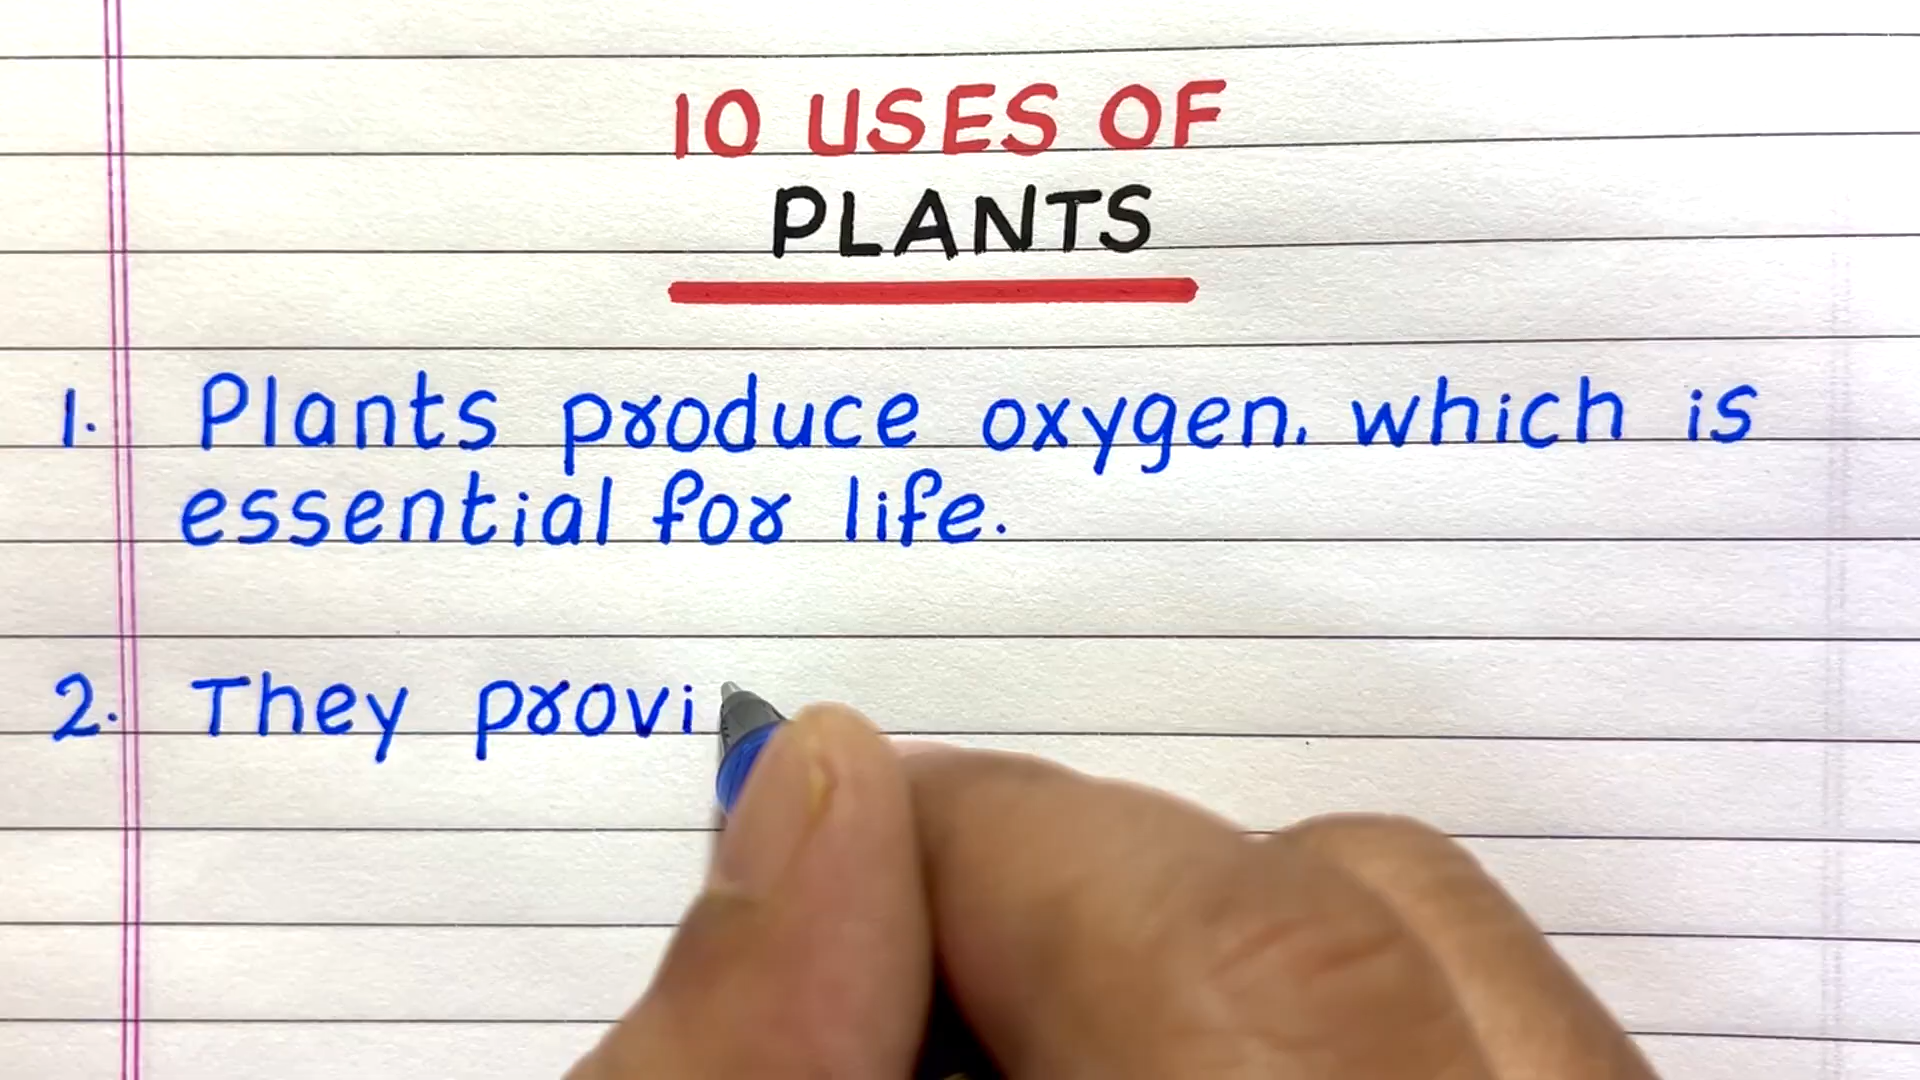 10 USES OF
PLANTS
1. Plants produce oxygen, which is
essential for life.
2. They provi